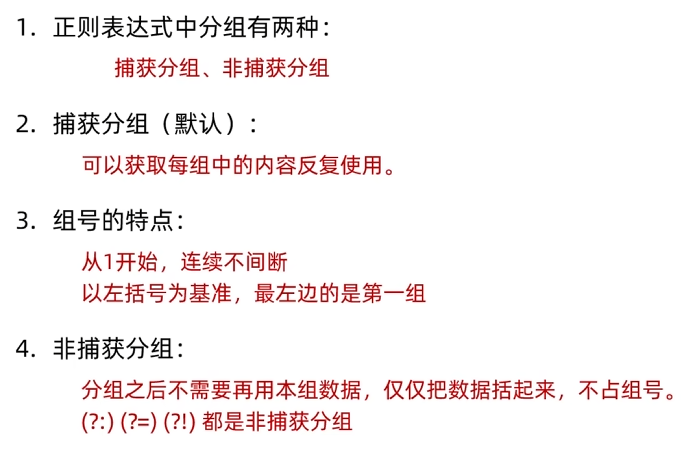 1. 正则表达式中分组有两种：
捕获分组、非捕获分组
2. 捕获分组（默认）：
可以获取每组中的内容反复使用。
3. 组号的特点：
从1开始，连续不间断
以左括号为基准，最左边的是第一组
4. 非捕获分组：
分组之后不需要再用本组数据，仅仅把数据括起来，不占组号。
(?:) (?=) (?!) 都是非捕获分组